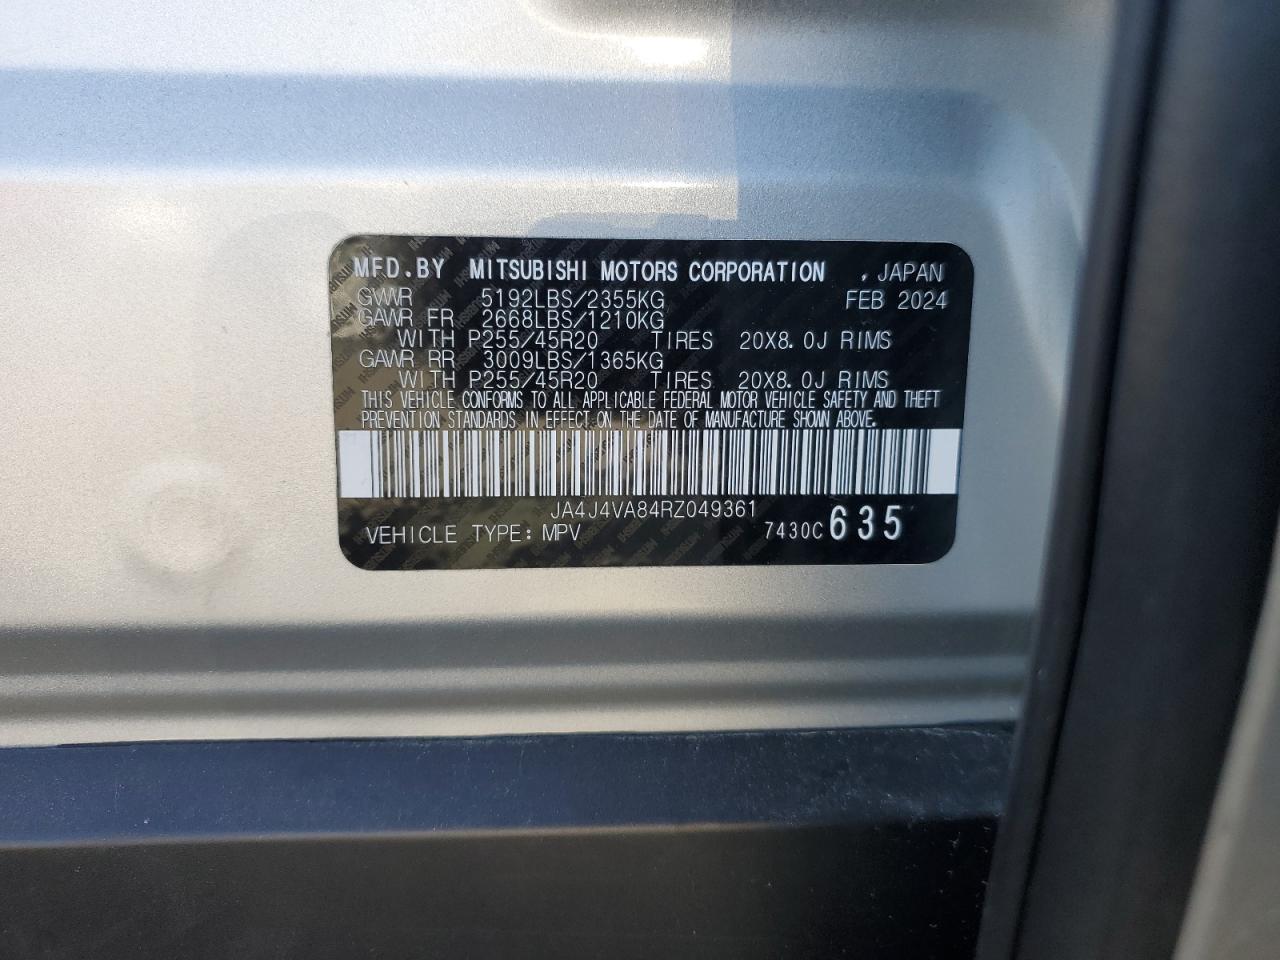 MFD.BY MITSUBISHI MOTORS CORPORATION , JAPAN
GVWR 5192LBS/2355KG FEB 2024
GAWR FR 2668LBS/1210KG
WITH P255/45R20 TIRES 20X8.0J RIMS
GAWR RR 3009LBS/1365KG
WITH P255/45R20 TIRES 20X8.0J RIMS
THIS VEHICLE CONFORMS TO ALL APPLICABLE FEDERAL MOTOR VEHICLE SAFETY AND THEFT
PREVENTION STANDARDS IN EFFECT ON THE DATE OF MANUFACTURE SHOWN ABOVE.
JA4J4VA84RZ049361
VEHICLE TYPE: MPV 7430C 635